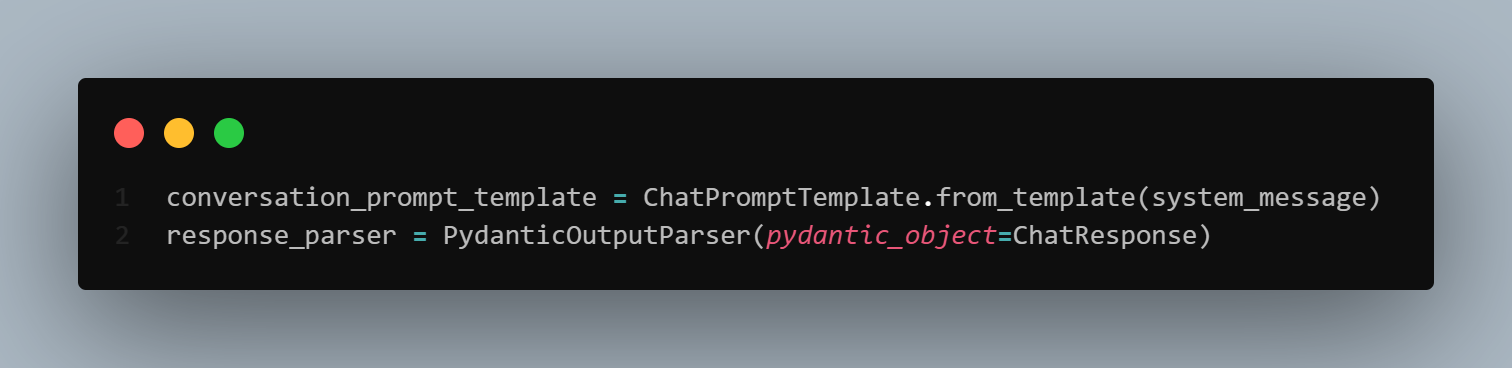 1 conversation_prompt_template = ChatPromptTemplate.from_template(system_message)
2 response_parser = PydanticOutputParser(pydantic_object=ChatResponse)